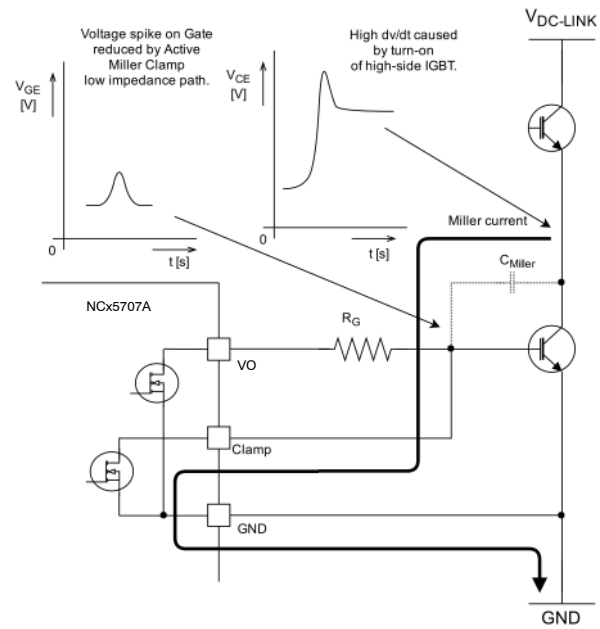 Voltage spike on Gate
reduced by Active
Miller Clamp
low impedance path.
High dv/dt caused
by turn-on
of high-side IGBT.
VDC-LINK
VGE
[V]
VCE
[V]
0
t [s]
0
t [s]
Miller current
CMiller
NCx5707A
RG
VO
Clamp
GND
GND